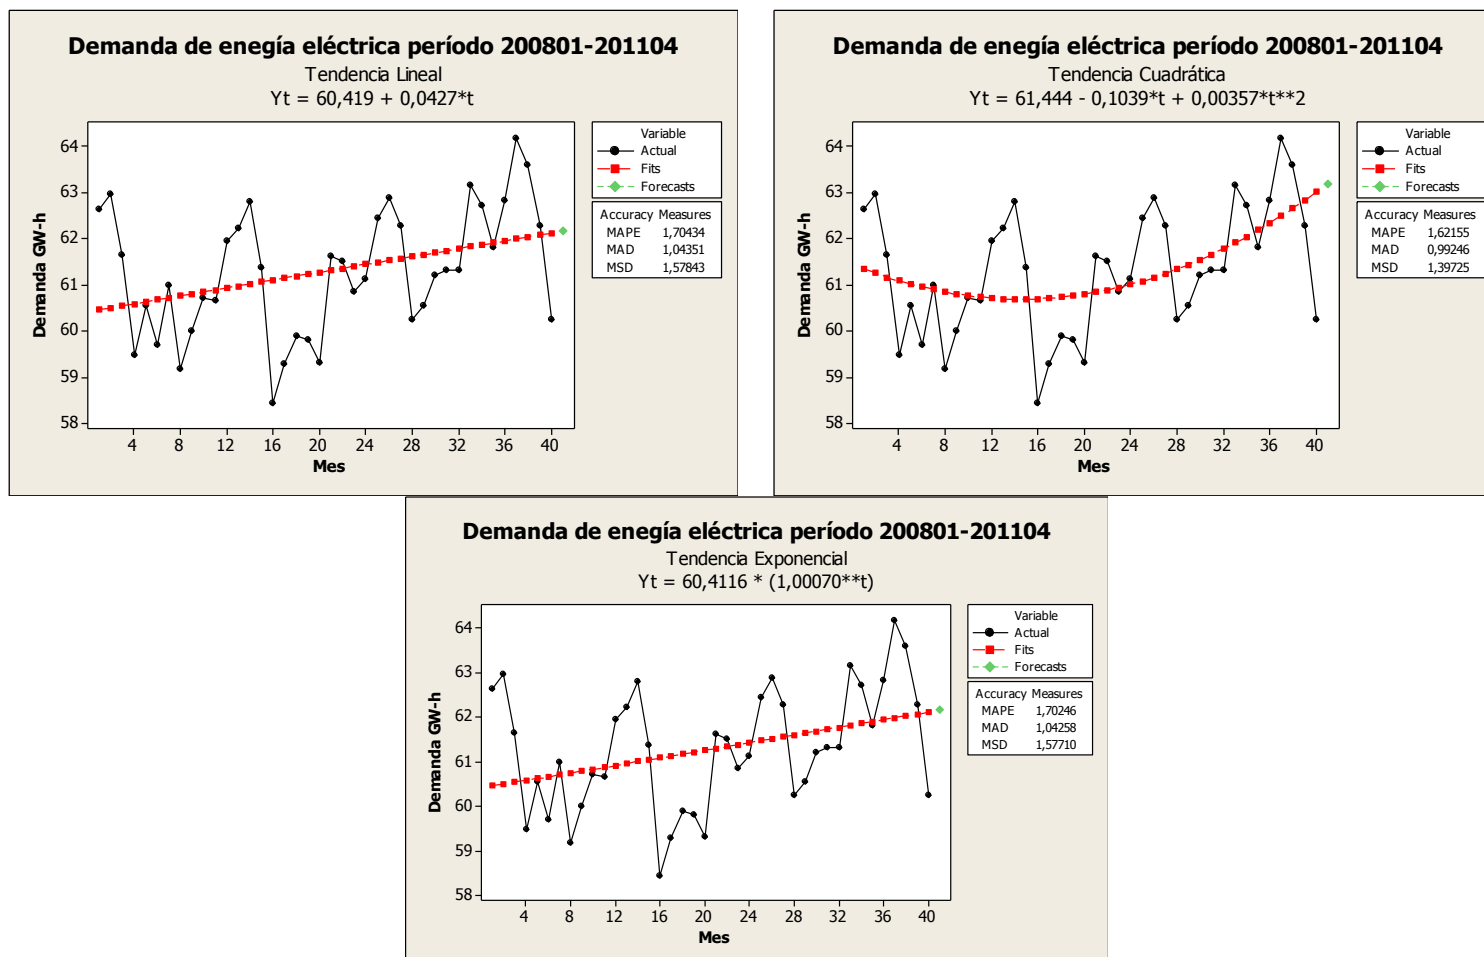 Demanda de enegía eléctrica período 200801-201104
Tendencia Lineal
Yt = 60,419 + 0,0427*t
64
63
62
61
60
59
58
Demanda GW-h
4 8 12 16 20 24 28 32 36 40
Mes
Variable
Actual
Fits
Forecasts
Accuracy Measures
MAPE 1,70434
MAD 1,04351
MSD 1,57843
Demanda de enegía eléctrica período 200801-201104
Tendencia Cuadrática
Yt = 61,444 - 0,1039*t + 0,00357*t**2
64
63
62
61
60
59
58
Demanda GW-h
4 8 12 16 20 24 28 32 36 40
Mes
Variable
Actual
Fits
Forecasts
Accuracy Measures
MAPE 1,62155
MAD 0,99246
MSD 1,39725
Demanda de enegía eléctrica período 200801-201104
Tendencia Exponencial
Yt = 60,4116 * (1,00070**t)
64
63
62
61
60
59
58
Demanda GW-h
4 8 12 16 20 24 28 32 36 40
Mes
Variable
Actual
Fits
Forecasts
Accuracy Measures
MAPE 1,70246
MAD 1,04258
MSD 1,57710